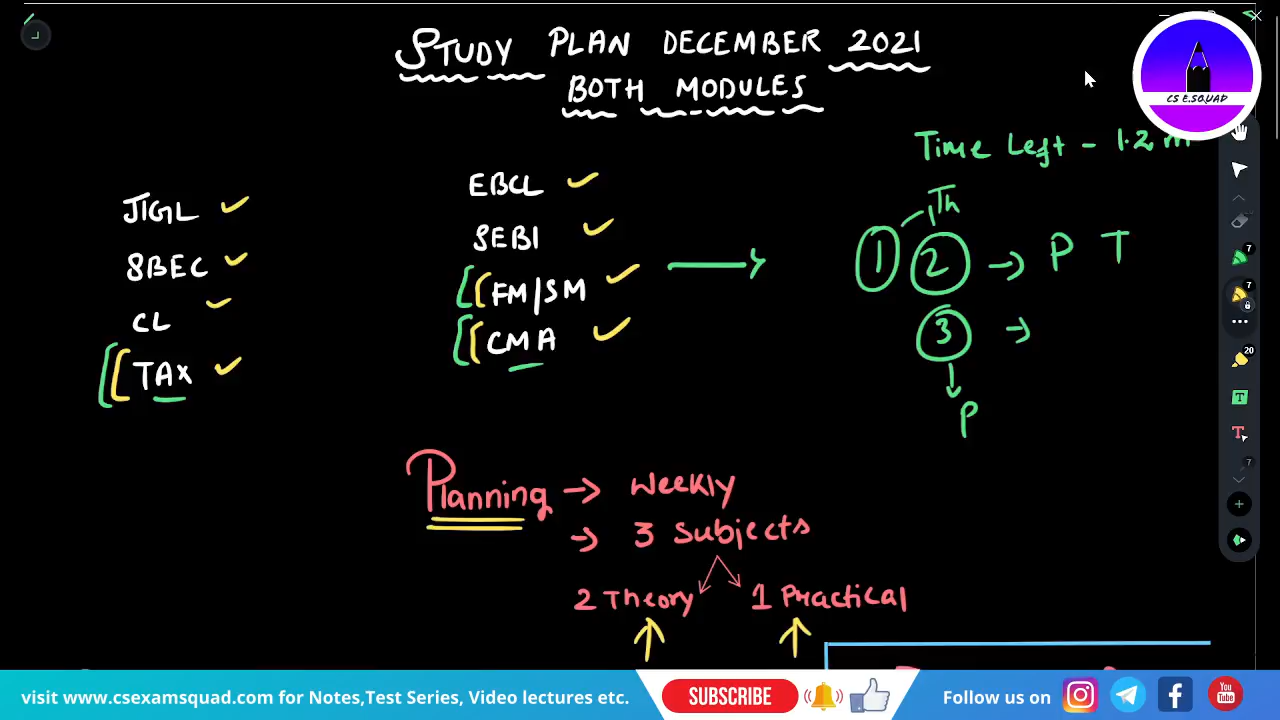 STUDY PLAN DECEMBER 2021
BOTH MODULES
CS E.SQUAD
Time Left - 1.2 m
JIGL
SBEC
CL
TAX
EBCL
SEBI
FM/SM
CMA
Th
1 2 → P T
3 →
P
Planning → Weekly
→ 3 Subjects
2 Theory 1 Practical
visit www.csexamsquad.com for Notes,Test Series, Video lectures etc.
SUBSCRIBE
Follow us on
You
Tube